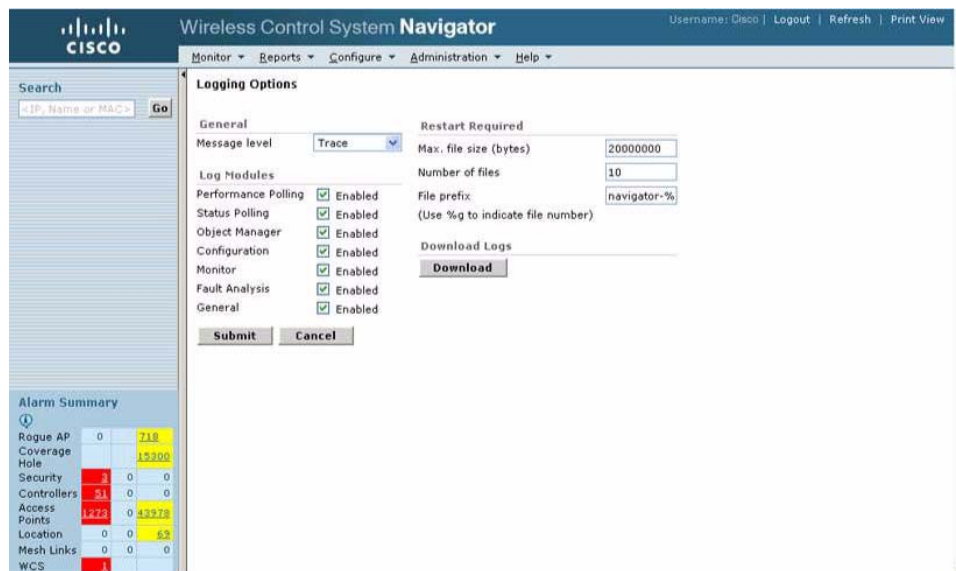 Username: Cisco | Logout | Refresh | Print View
CISCO
Wireless Control System Navigator
Monitor Reports Configure Administration Help
Search
<IP, Name or MAC> Go
Logging Options
General
Message level Trace
Log Modules
Performance Polling Enabled
Status Polling Enabled
Object Manager Enabled
Configuration Enabled
Monitor Enabled
Fault Analysis Enabled
General Enabled
Submit Cancel
Restart Required
Max. file size (bytes) 20000000
Number of files 10
File prefix navigator-%
(Use %g to indicate file number)
Download Logs
Download
Alarm Summary
Rogue AP 0 718
Coverage Hole 15300
Security 3 0 0
Controllers 51 0 0
Access Points 1273 0 43978
Location 0 0 69
Mesh Links 0 0 0
WCS 1